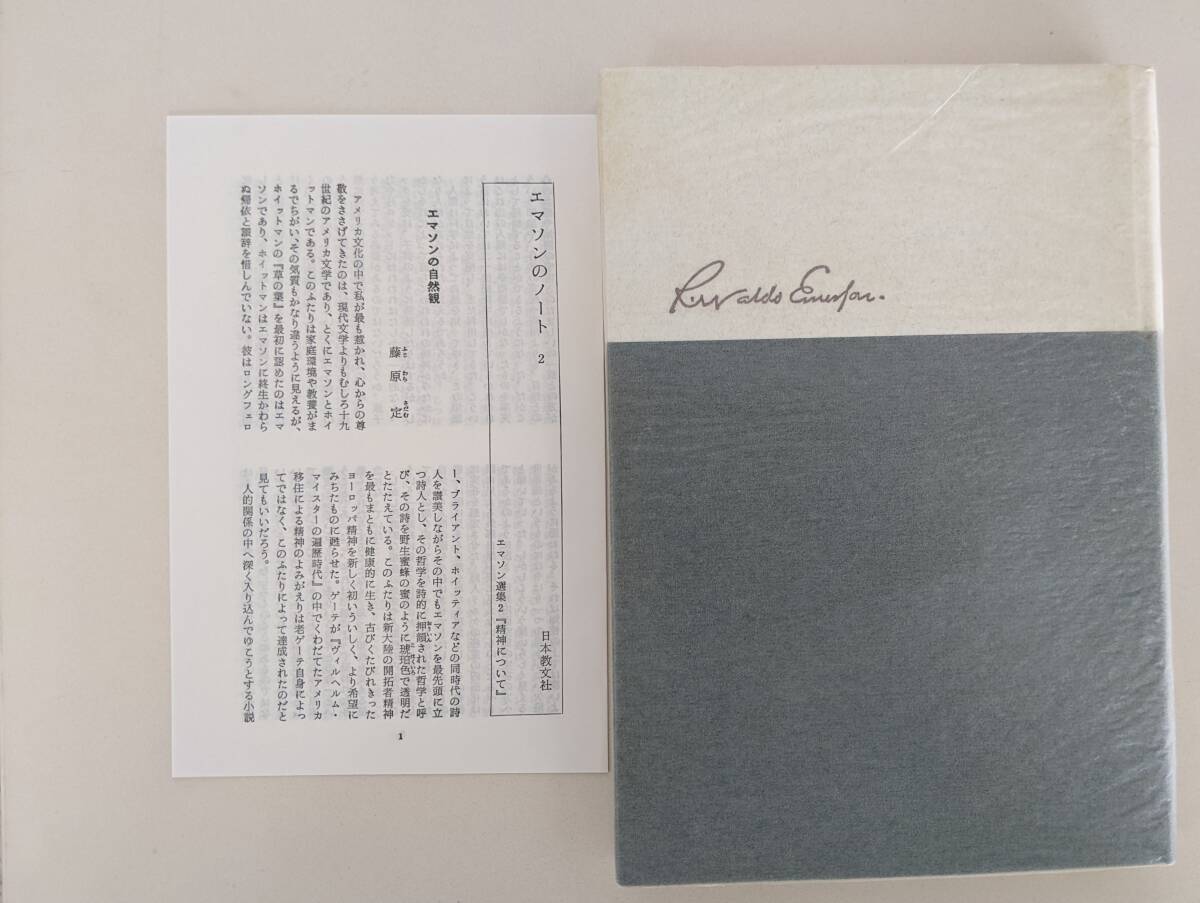 エマソンのノート 2
エマソン選集2『精神について』
日本教文社
エマソンの自然観
藤原定
ふじわらさだむ
アメリカ文化の中で私が最も惹かれ、心からの尊
敬をささげてきたのは、現代文学よりもむしろ十九
世紀のアメリカ文学であり、とくにエマソンとホイ
ットマンである。このふたりは家庭環境や教養がま
るでちがい、その気質もかなり違うように見えるが、
ホイットマンの『草の葉』を最初に認めたのはエマ
ソンであり、ホイットマンはエマソンに終生かわら
ぬ帰依と讃辞を惜しんでいない。彼はロングフェロ
ー、ブライアント、ホイッティアなどの同時代の詩
人を讃美しながらその中でもエマソンを最先頭に立
つ詩人とし、その哲学を詩的に押韻された哲学と呼
び、その詩を野生蜜蜂の蜜のように琥珀色で透明だ
とたたえている。このふたりは新大陸の開拓者精神
を最もまともに健康的に生き、古びくたびれきった
ヨーロッパ精神を新しく初いういしく、より希望に
みちたものに甦らせた。ゲーテが『ヴィルヘルム・
マイスターの遍歴時代』の中でくわだてたアメリカ
移住による精神のよみがえりは老ゲーテ自身によっ
てではなく、このふたりによって達成されたのだと
見てもいいだろう。
人的関係の中へ深く入り込んでゆこうとする小説
1
R. Waldo Emerson.